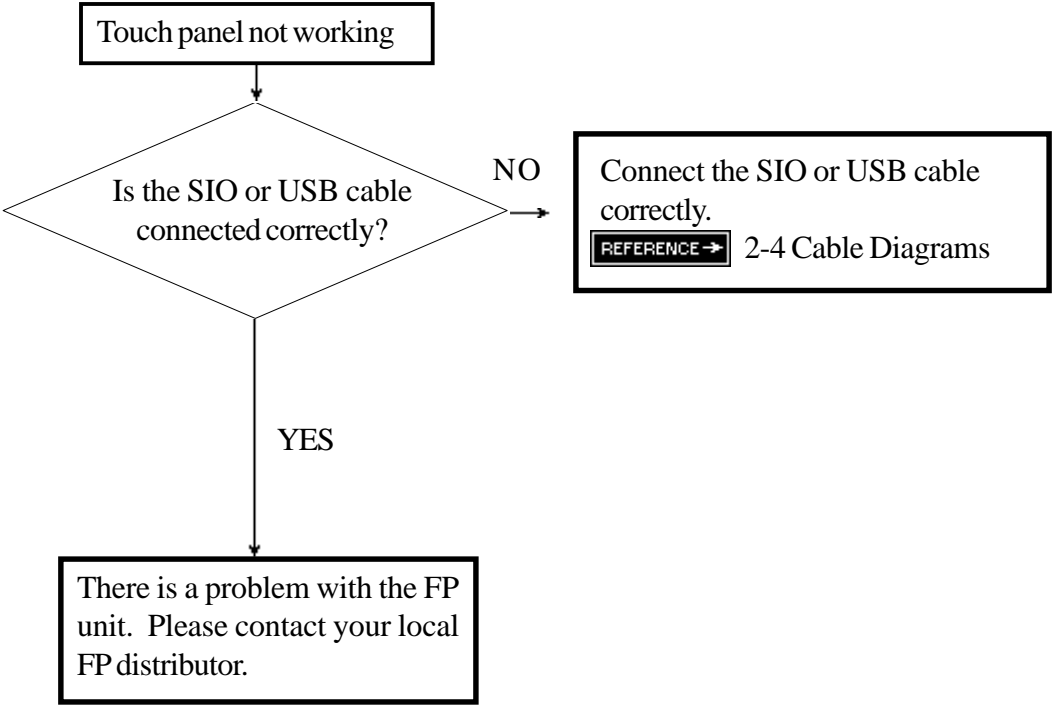 Touch panel not working
Is the SIO or USB cable
connected correctly?
NO
Connect the SIO or USB cable
correctly.
REFERENCE→ 2-4 Cable Diagrams
YES
There is a problem with the FP
unit. Please contact your local
FP distributor.